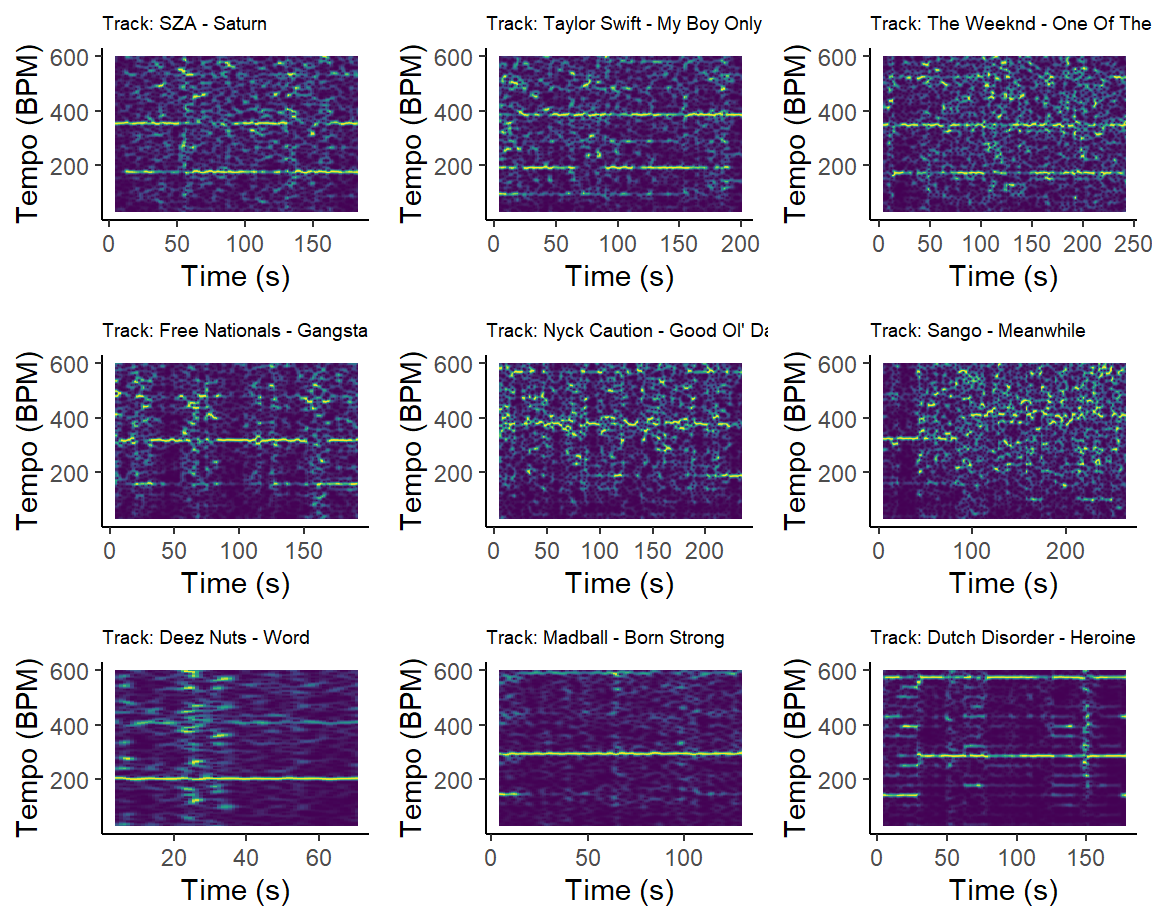 Track: SZA - Saturn
600
400
200
Tempo (BPM)
0 50 100 150
Time (s)
Track: Taylor Swift - My Boy Only
600
400
200
Tempo (BPM)
0 50 100 150 200
Time (s)
Track: The Weeknd - One Of The
600
400
200
Tempo (BPM)
0 50 100 150 200 250
Time (s)
Track: Free Nationals - Gangsta
600
400
200
Tempo (BPM)
0 50 100 150
Time (s)
Track: Nyck Caution - Good Ol' Da
600
400
200
Tempo (BPM)
0 50 100 150 200
Time (s)
Track: Sango - Meanwhile
600
400
200
Tempo (BPM)
0 100 200
Time (s)
Track: Deez Nuts - Word
600
400
200
Tempo (BPM)
20 40 60
Time (s)
Track: Madball - Born Strong
600
400
200
Tempo (BPM)
0 50 100
Time (s)
Track: Dutch Disorder - Heroine
600
400
200
Tempo (BPM)
0 50 100 150
Time (s)